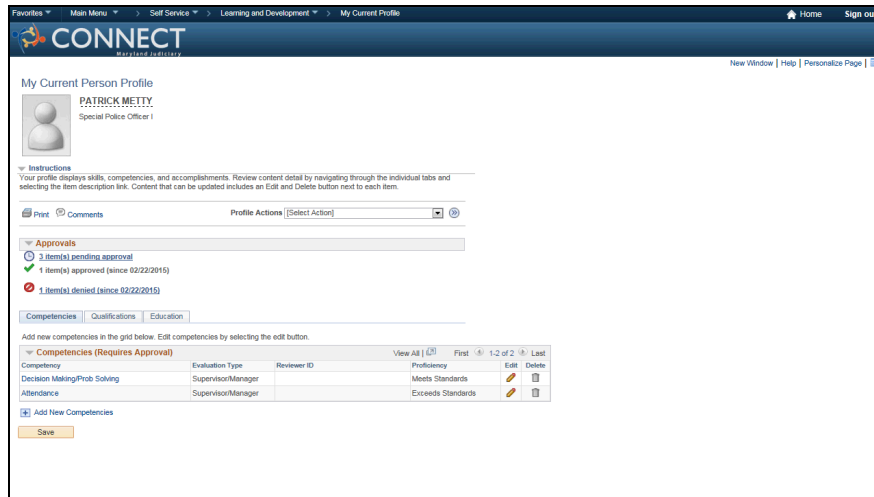 Favorites Main Menu > Self Service > Learning and Development > My Current Profile Home Sign ou
CONNECT
Maryland Judiciary
New Window | Help | Personalize Page |
My Current Person Profile
PATRICK METTY
Special Police Officer I
Instructions
Your profile displays skills, competencies, and accomplishments. Review content detail by navigating through the individual tabs and
selecting the item description link. Content that can be updated includes an Edit and Delete button next to each item.
Print Comments Profile Actions [Select Action]
Approvals
3 item(s) pending approval
1 item(s) approved (since 02/22/2015)
1 item(s) denied (since 02/22/2015)
Competencies Qualifications Education
Add new competencies in the grid below. Edit competencies by selecting the edit button.
Competencies (Requires Approval) View All | First 1-2 of 2 Last
Competency Evaluation Type Reviewer ID Proficiency Edit Delete
Decision Making/Prob Solving Supervisor/Manager Meets Standards
Attendance Supervisor/Manager Exceeds Standards
Add New Competencies
Save